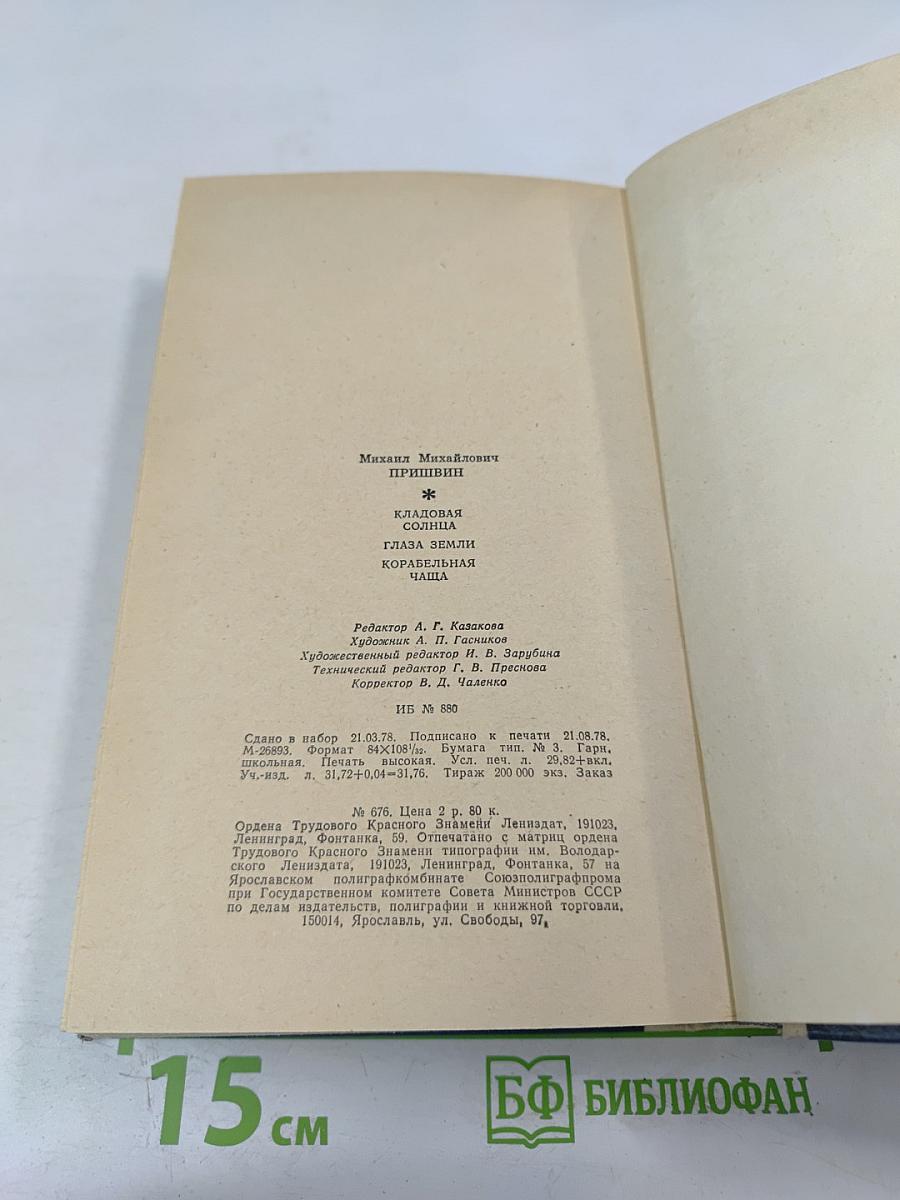 Михаил Михайлович
ПРИШВИН
*
КЛАДОВАЯ
СОЛНЦА
ГЛАЗА ЗЕМЛИ
КОРАБЕЛЬНАЯ
ЧАЩА
Редактор А. Г. Казакова
Художник А. П. Гасников
Художественный редактор И. В. Зарубина
Технический редактор Г. В. Преснова
Корректор В. Д. Чаленко
ИБ № 880
Сдано в набор 21.03.78. Подписано к печати 21.08.78.
М-26893. Формат 84×108¹/₃₂. Бумага тип. № 3. Гарн.
школьная. Печать высокая. Усл. печ. л. 29,82+вкл.
Уч.-изд. л. 31,72+0,04=31,76. Тираж 200 000 экз. Заказ
№ 676. Цена 2 р. 80 к.
Ордена Трудового Красного Знамени Лениздат, 191023,
Ленинград, Фонтанка, 59. Отпечатано с матриц ордена
Трудового Красного Знамени типографии им. Володар-
ского Лениздата, 191023, Ленинград, Фонтанка, 57 на
Ярославском полиграфкомбинате Союзполиграфпрома
при Государственном комитете Совета Министров СССР
по делам издательств, полиграфии и книжной торговли.
150014, Ярославль, ул. Свободы, 97.
15 см
БФ БИБЛИОФАН